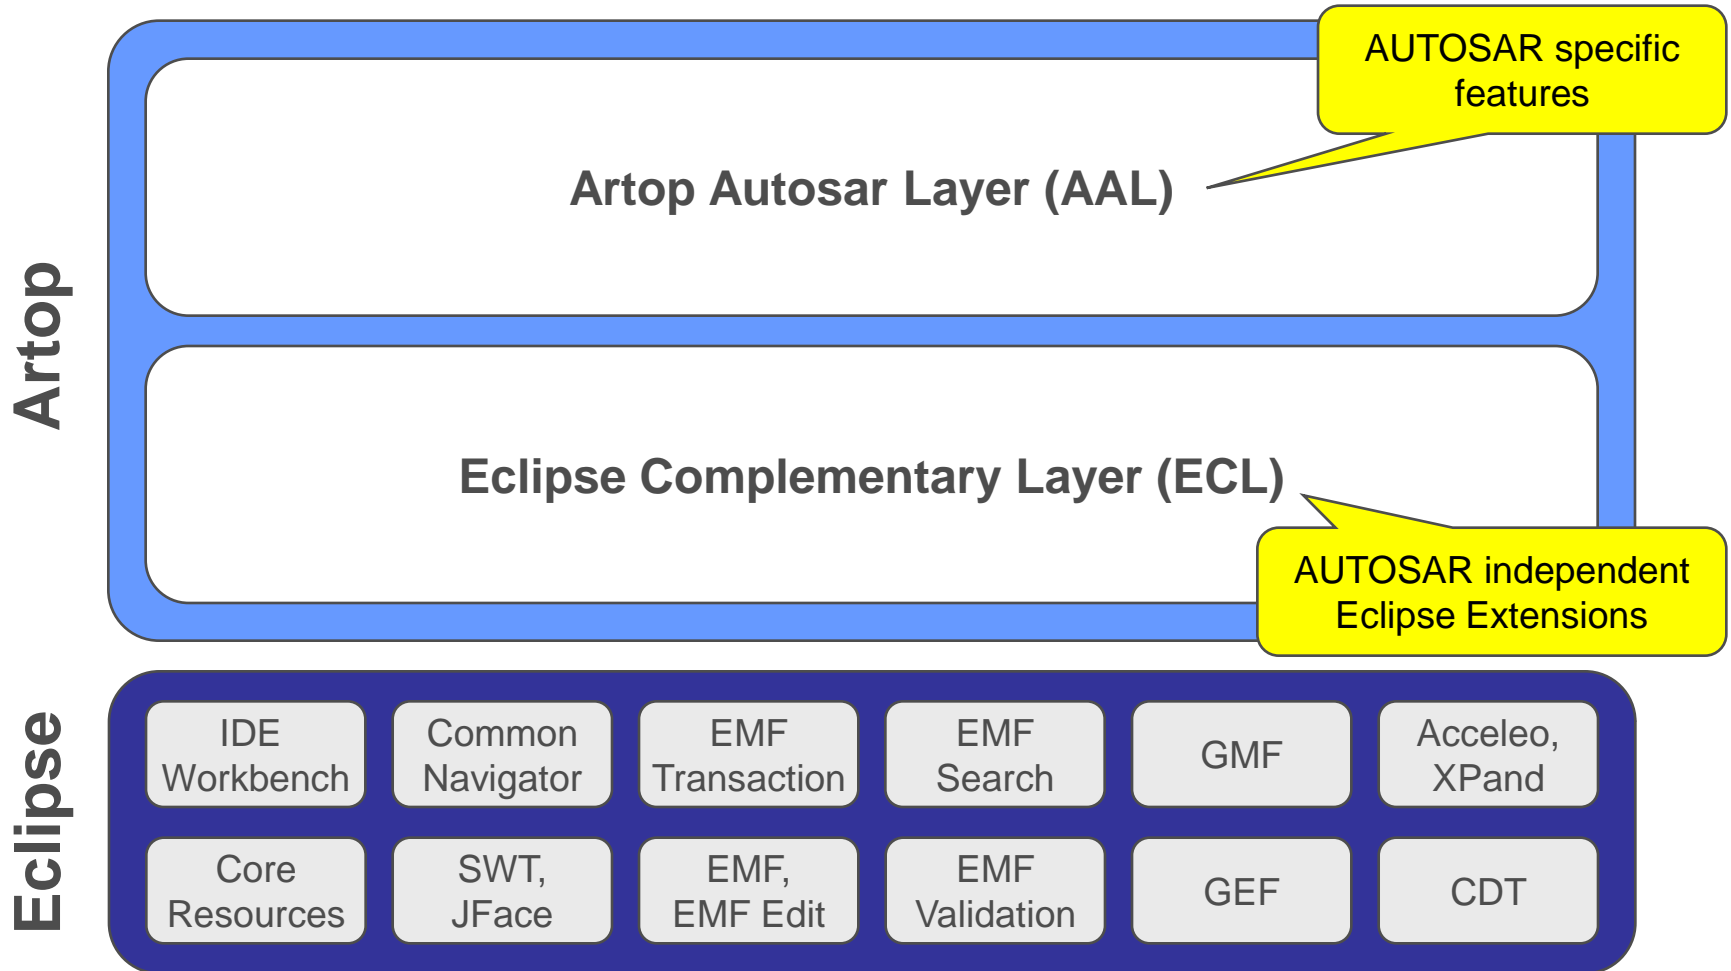 AUTOSAR specific
features
Artop Autosar Layer (AAL)
Artop
Eclipse Complementary Layer (ECL)
AUTOSAR independent
Eclipse Extensions
Eclipse
IDE
Workbench
Common
Navigator
EMF
Transaction
EMF
Search
GMF
Acceleo,
XPand
Core
Resources
SWT,
JFace
EMF,
EMF Edit
EMF
Validation
GEF
CDT